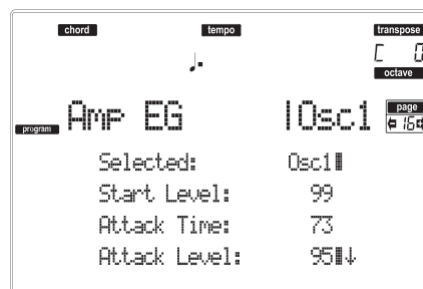 chord tempo transpose
C 0
octave
program Amp EG |Osc1 page
16
Selected: Osc1
Start Level: 99
Attack Time: 73
Attack Level: 95↓